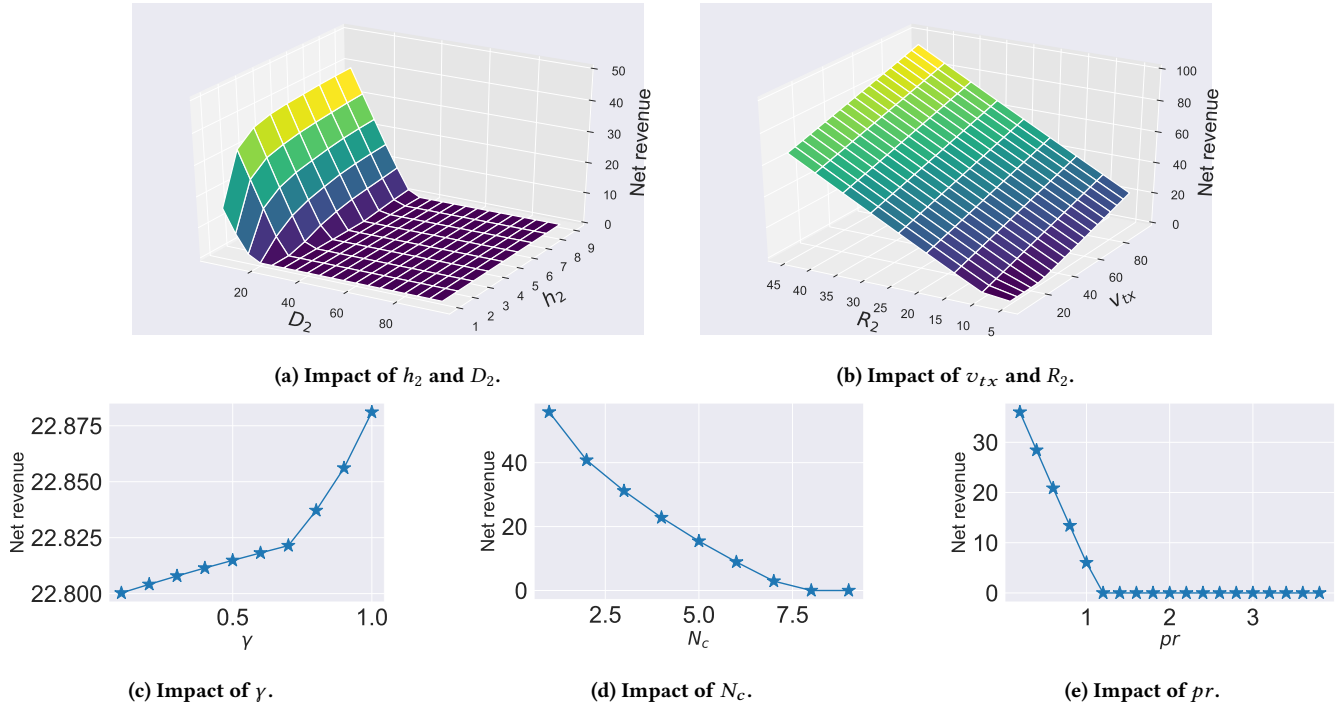 50
40
30
20
10
0
Net revenue
20
40
60
80
D₂
1
2
3
4
5
6
7
8
9
h₂
100
80
60
40
20
0
Net revenue
45
40
35
30
25
20
15
10
5
R₂
20
40
60
80
v_tx
(a) Impact of h₂ and D₂.
(b) Impact of v_tx and R₂.
22.875
22.850
22.825
22.800
Net revenue
0.5 1.0
γ
40
20
0
Net revenue
2.5 5.0 7.5
N_c
30
20
10
0
Net revenue
1 2 3
pr
(c) Impact of γ.
(d) Impact of N_c.
(e) Impact of pr.